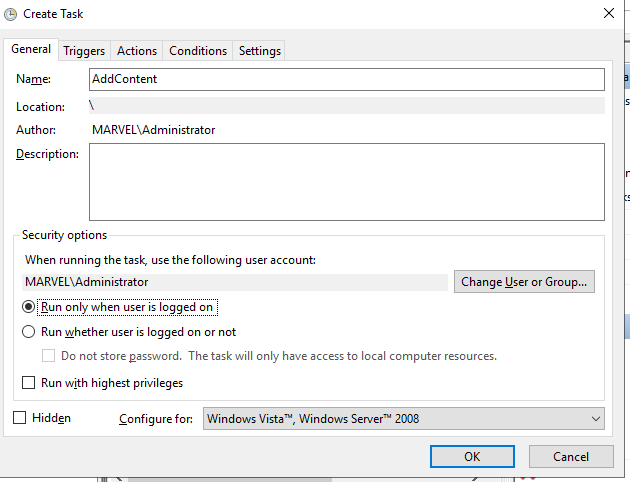 Create Task
General Triggers Actions Conditions Settings
Name: AddContent
Location: \
Author: MARVEL\Administrator
Description:
Security options
When running the task, use the following user account:
MARVEL\Administrator Change User or Group...
Run only when user is logged on
Run whether user is logged on or not
Do not store password. The task will only have access to local computer resources.
Run with highest privileges
Hidden Configure for: Windows Vista™, Windows Server™ 2008
OK Cancel